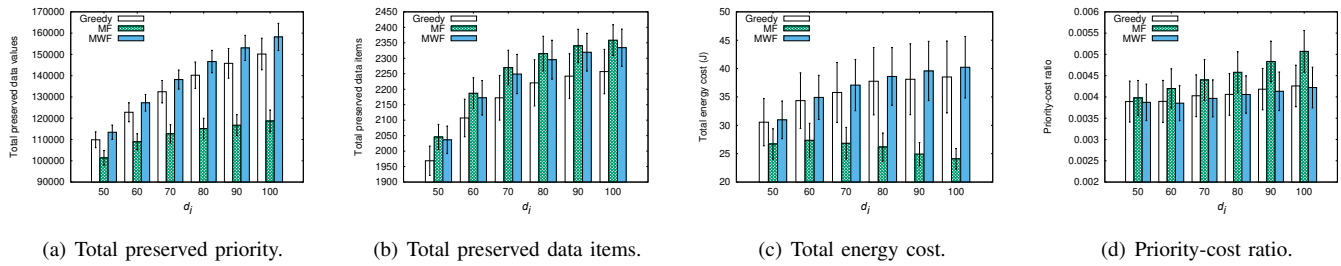 Total preserved data values
170000
160000
150000
140000
130000
120000
110000
100000
90000
Greedy
MF
MWF
50 60 70 80 90 100
d_i
(a) Total preserved priority.
Total preserved data items
2450
2400
2350
2300
2250
2200
2150
2100
2050
2000
1950
1900
Greedy
MF
MWF
50 60 70 80 90 100
d_i
(b) Total preserved data items.
Total energy cost (J)
50
45
40
35
30
25
20
Greedy
MF
MWF
50 60 70 80 90 100
d_i
(c) Total energy cost.
Priority-cost ratio
0.006
0.0055
0.005
0.0045
0.004
0.0035
0.003
0.0025
0.002
Greedy
MF
MWF
50 60 70 80 90 100
d_i
(d) Priority-cost ratio.